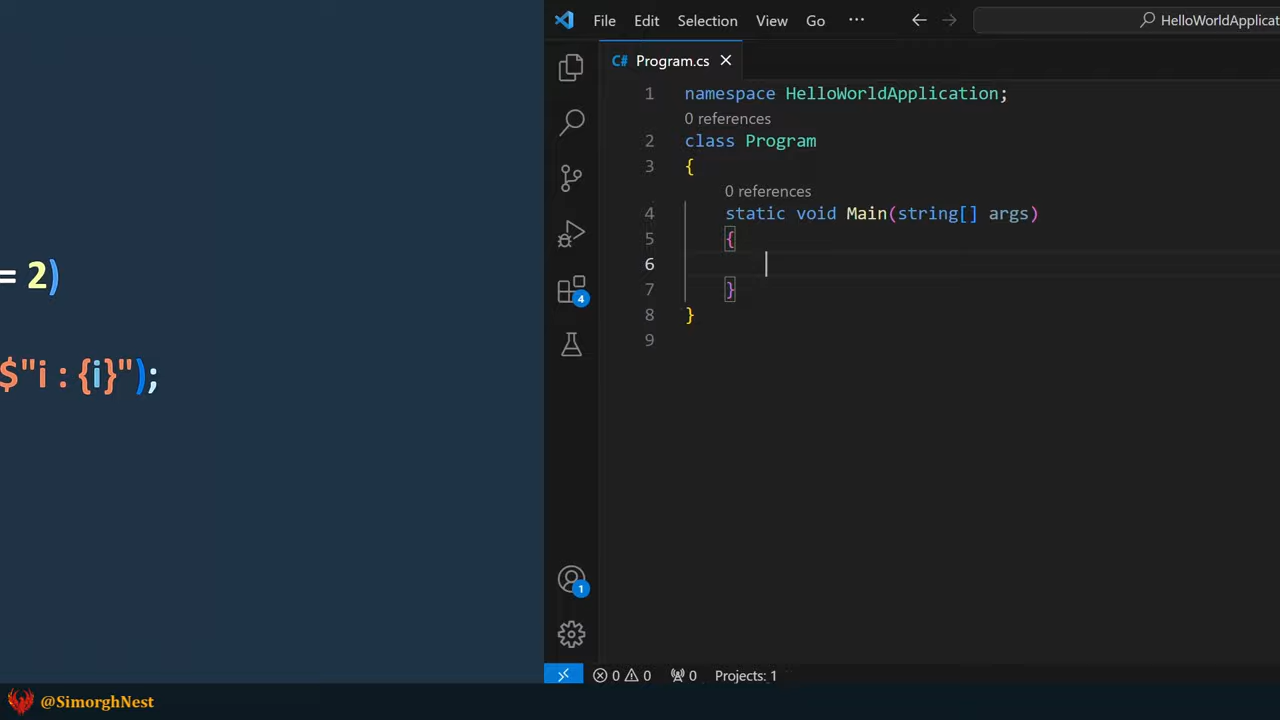 File Edit Selection View Go ··· HelloWorldApplicat
C# Program.cs
= 2)
$"i : {i}");
1 namespace HelloWorldApplication;
0 references
2 class Program
3 {
0 references
4 static void Main(string[] args)
5 {
6
7 }
8 }
9
4
1
0 0 0 Projects: 1
@SimorghNest